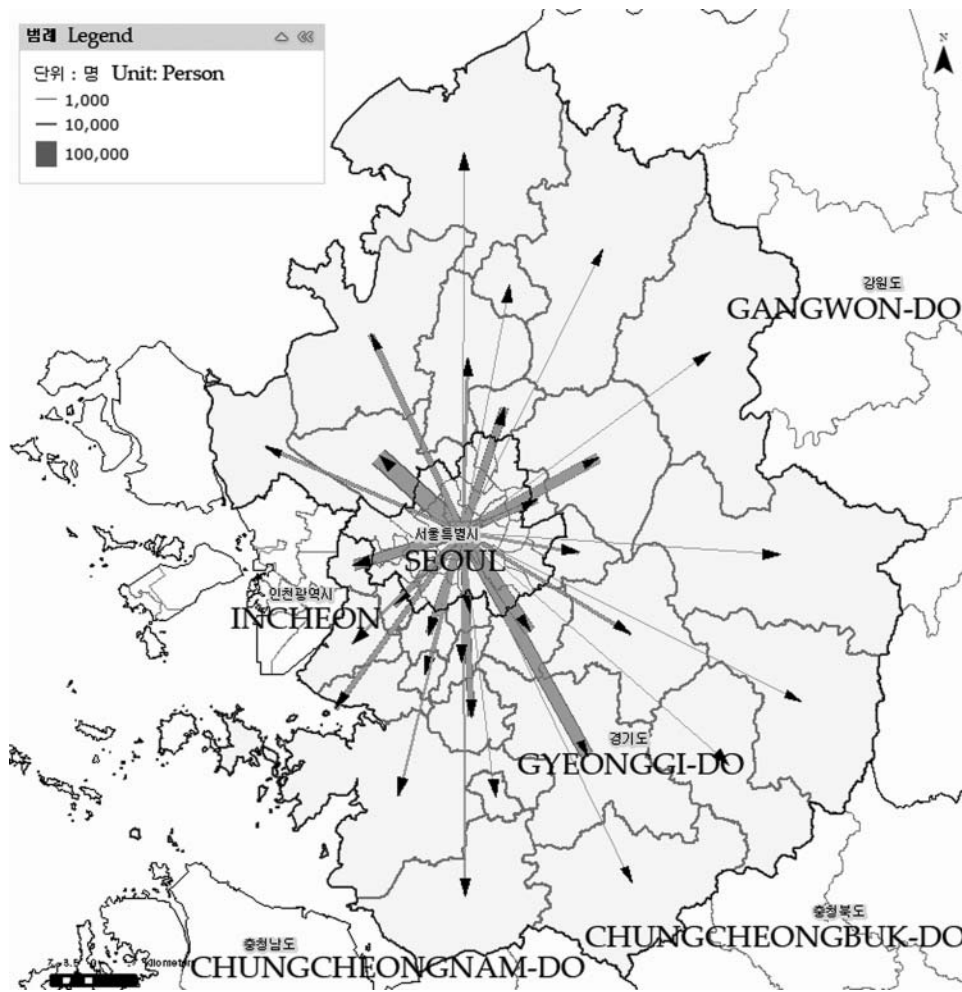 범례 Legend
단위 : 명 Unit: Person
1,000
10,000
100,000
N
강원도
GANGWON-DO
서울특별시
SEOUL
인천광역시
INCHEON
경기도
GYEONGGI-DO
충청북도
CHUNGCHEONGBUK-DO
충청남도
CHUNGCHEONGNAM-DO